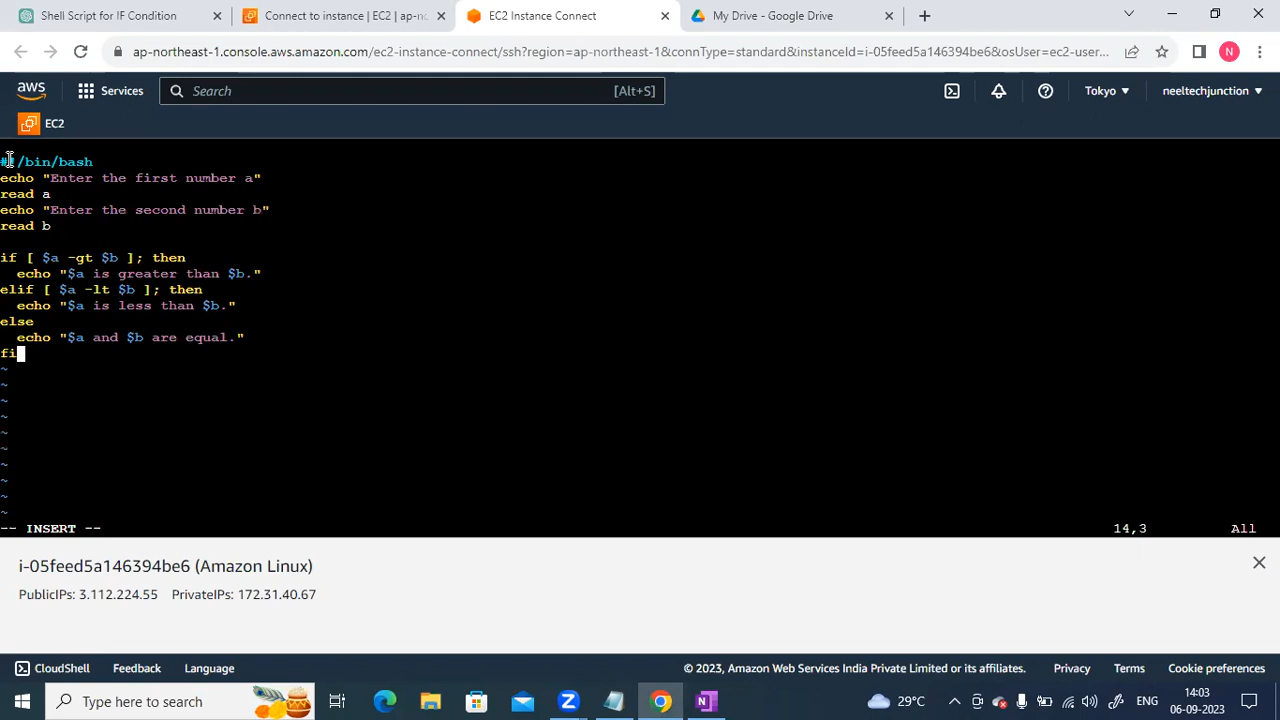 Shell Script for IF Condition
Connect to instance | EC2 | ap-no
EC2 Instance Connect
My Drive - Google Drive
ap-northeast-1.console.aws.amazon.com/ec2-instance-connect/ssh?region=ap-northeast-1&connType=standard&instanceId=i-05feed5a146394be6&osUser=ec2-user...
N
aws
Services
Search
[Alt+S]
Tokyo
neeltechjunction
EC2
#!/bin/bash
echo "Enter the first number a"
read a
echo "Enter the second number b"
read b
if [ $a -gt $b ]; then
echo "$a is greater than $b."
elif [ $a -lt $b ]; then
echo "$a is less than $b."
else
echo "$a and $b are equal."
fi
~
~
~
~
~
~
~
~
~
~
-- INSERT --
14,3
All
i-05feed5a146394be6 (Amazon Linux)
PublicIPs: 3.112.224.55 PrivateIPs: 172.31.40.67
CloudShell
Feedback
Language
© 2023, Amazon Web Services India Private Limited or its affiliates.
Privacy
Terms
Cookie preferences
Type here to search
29°C
ENG
14:03
06-09-2023